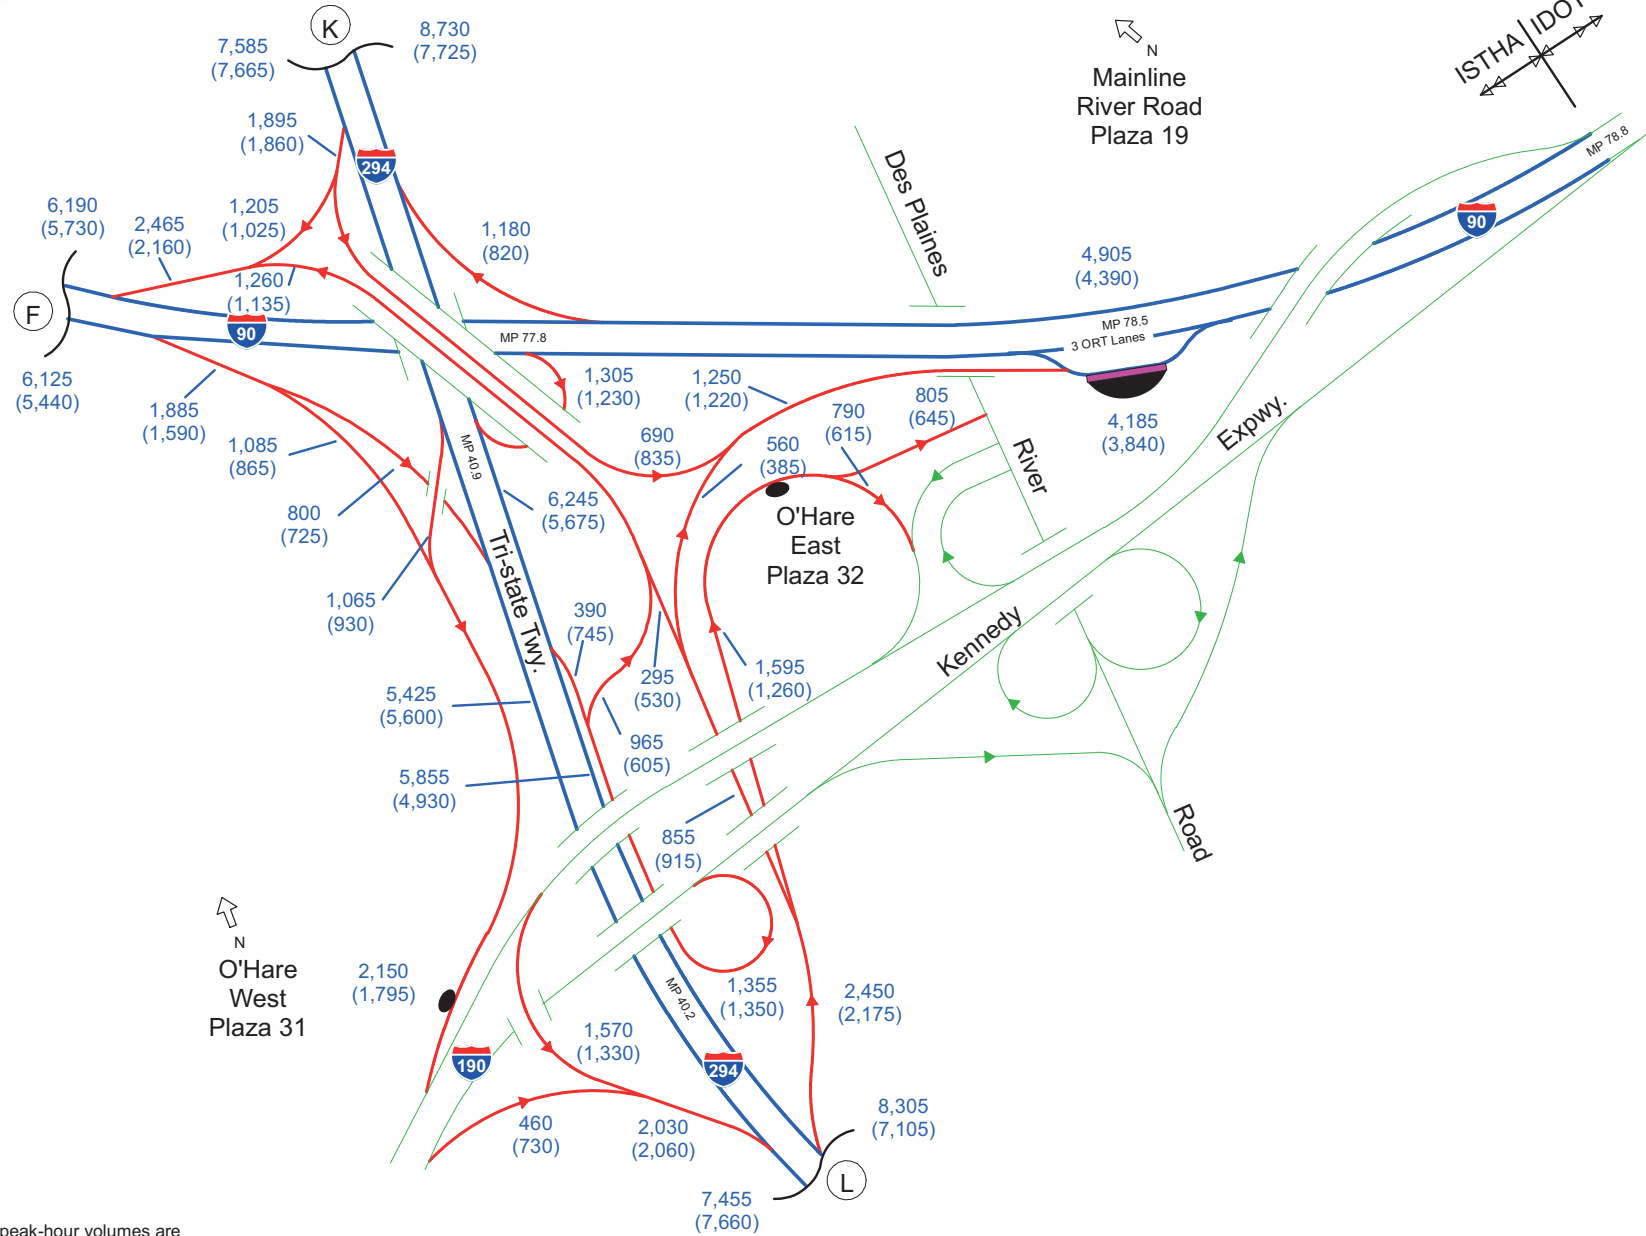 K
8,730
(7,725)
7,585
(7,665)
ISTHA
IDOT
N
Mainline
River Road
Plaza 19
1,895
(1,860)
294
MP 78.8
90
6,190
(5,730)
2,465
(2,160)
1,205
(1,025)
1,180
(820)
Des Plaines
4,905
(4,390)
F
1,260
(1,135)
90
MP 77.8
MP 78.5
3 ORT Lanes
6,125
(5,440)
1,885
(1,590)
1,305
(1,230)
1,250
(1,220)
805
(645)
790
(615)
4,185
(3,840)
Expwy.
1,085
(865)
MP 40.9
690
(835)
560
(385)
River
800
(725)
6,245
(5,675)
O'Hare
East
Plaza 32
Tri-state Twy.
1,065
(930)
390
(745)
Kennedy
295
(530)
1,595
(1,260)
5,425
(5,600)
965
(605)
5,855
(4,930)
855
(915)
Road
N
O'Hare
West
Plaza 31
2,150
(1,795)
MP 40.2
1,355
(1,350)
2,450
(2,175)
1,570
(1,330)
190
294
460
(730)
2,030
(2,060)
8,305
(7,105)
L
7,455
(7,660)
peak-hour volumes are